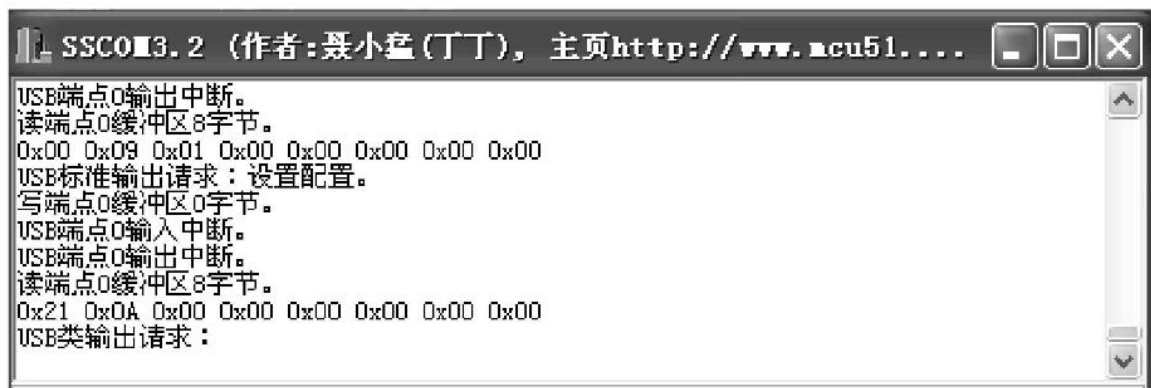 SSCOM3.2 (作者:聂小猛(丁丁), 主页http://www.mcu51....
USB端点0输出中断。
读端点0缓冲区8字节。
0x00 0x09 0x01 0x00 0x00 0x00 0x00 0x00
USB标准输出请求：设置配置。
写端点0缓冲区0字节。
USB端点0输入中断。
USB端点0输出中断。
读端点0缓冲区8字节。
0x21 0x0A 0x00 0x00 0x00 0x00 0x00 0x00
USB类输出请求：